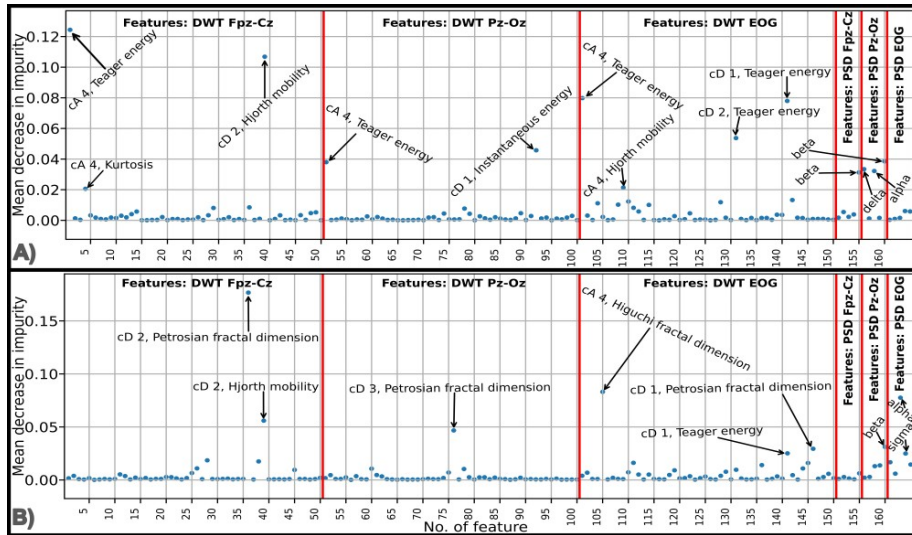 Features: DWT Fpz-Cz
Features: DWT Pz-Oz
Features: DWT EOG
Features: PSD Fpz-Cz
Features: PSD Pz-Oz
Features: PSD EOG
Mean decrease in impurity
0.12
0.10
0.08
0.06
0.04
0.02
0.00
cA 4, Teager energy
cA 4, Kurtosis
cD 2, Hjorth mobility
cA 4, Teager energy
cD 1, Instantaneous energy
cA 4, Teager energy
cA 4, Hjorth mobility
cD 1, Teager energy
cD 2, Teager energy
beta
beta
delta
alpha
5 10 15 20 25 30 35 40 45 50 55 60 65 70 75 80 85 90 95 100 105 110 115 120 125 130 135 140 145 150 155 160
A)
Features: DWT Fpz-Cz
Features: DWT Pz-Oz
Features: DWT EOG
Features: PSD Fpz-Cz
Features: PSD Pz-Oz
Features: PSD EOG
Mean decrease in impurity
0.15
0.10
0.05
0.00
cD 2, Petrosian fractal dimension
cD 2, Hjorth mobility
cD 3, Petrosian fractal dimension
cA 4, Higuchi fractal dimension
cD 1, Petrosian fractal dimension
cD 1, Teager energy
beta
alpha
sigma
5 10 15 20 25 30 35 40 45 50 55 60 65 70 75 80 85 90 95 100 105 110 115 120 125 130 135 140 145 150 155 160
No. of feature
B)